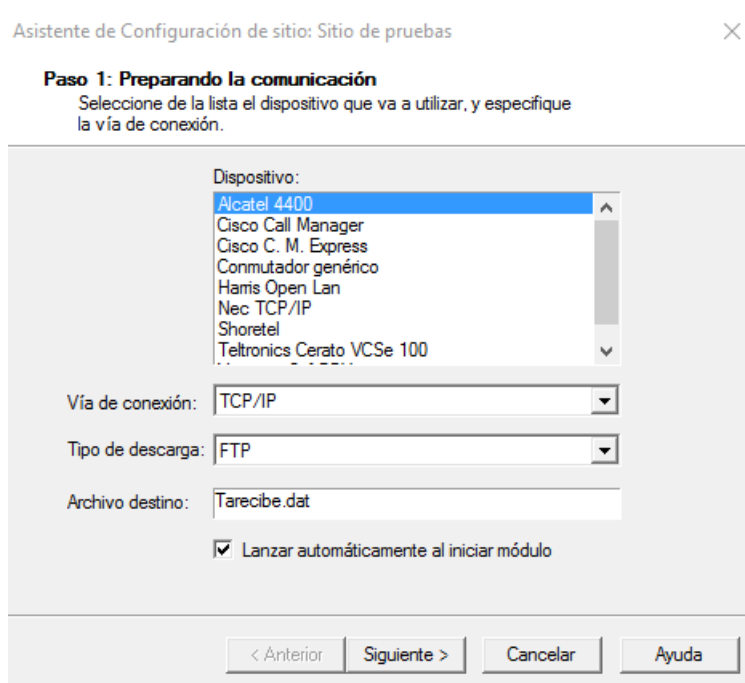 Asistente de Configuración de sitio: Sitio de pruebas
Paso 1: Preparando la comunicación
Seleccione de la lista el dispositivo que va a utilizar, y especifique
la vía de conexión.
Dispositivo:
Alcatel 4400
Cisco Call Manager
Cisco C. M. Express
Conmutador genérico
Harris Open Lan
Nec TCP/IP
Shoretel
Teltronics Cerato VCSe 100
Vía de conexión: TCP/IP
Tipo de descarga: FTP
Archivo destino: Tarecibe.dat
Lanzar automáticamente al iniciar módulo
< Anterior Siguiente > Cancelar Ayuda